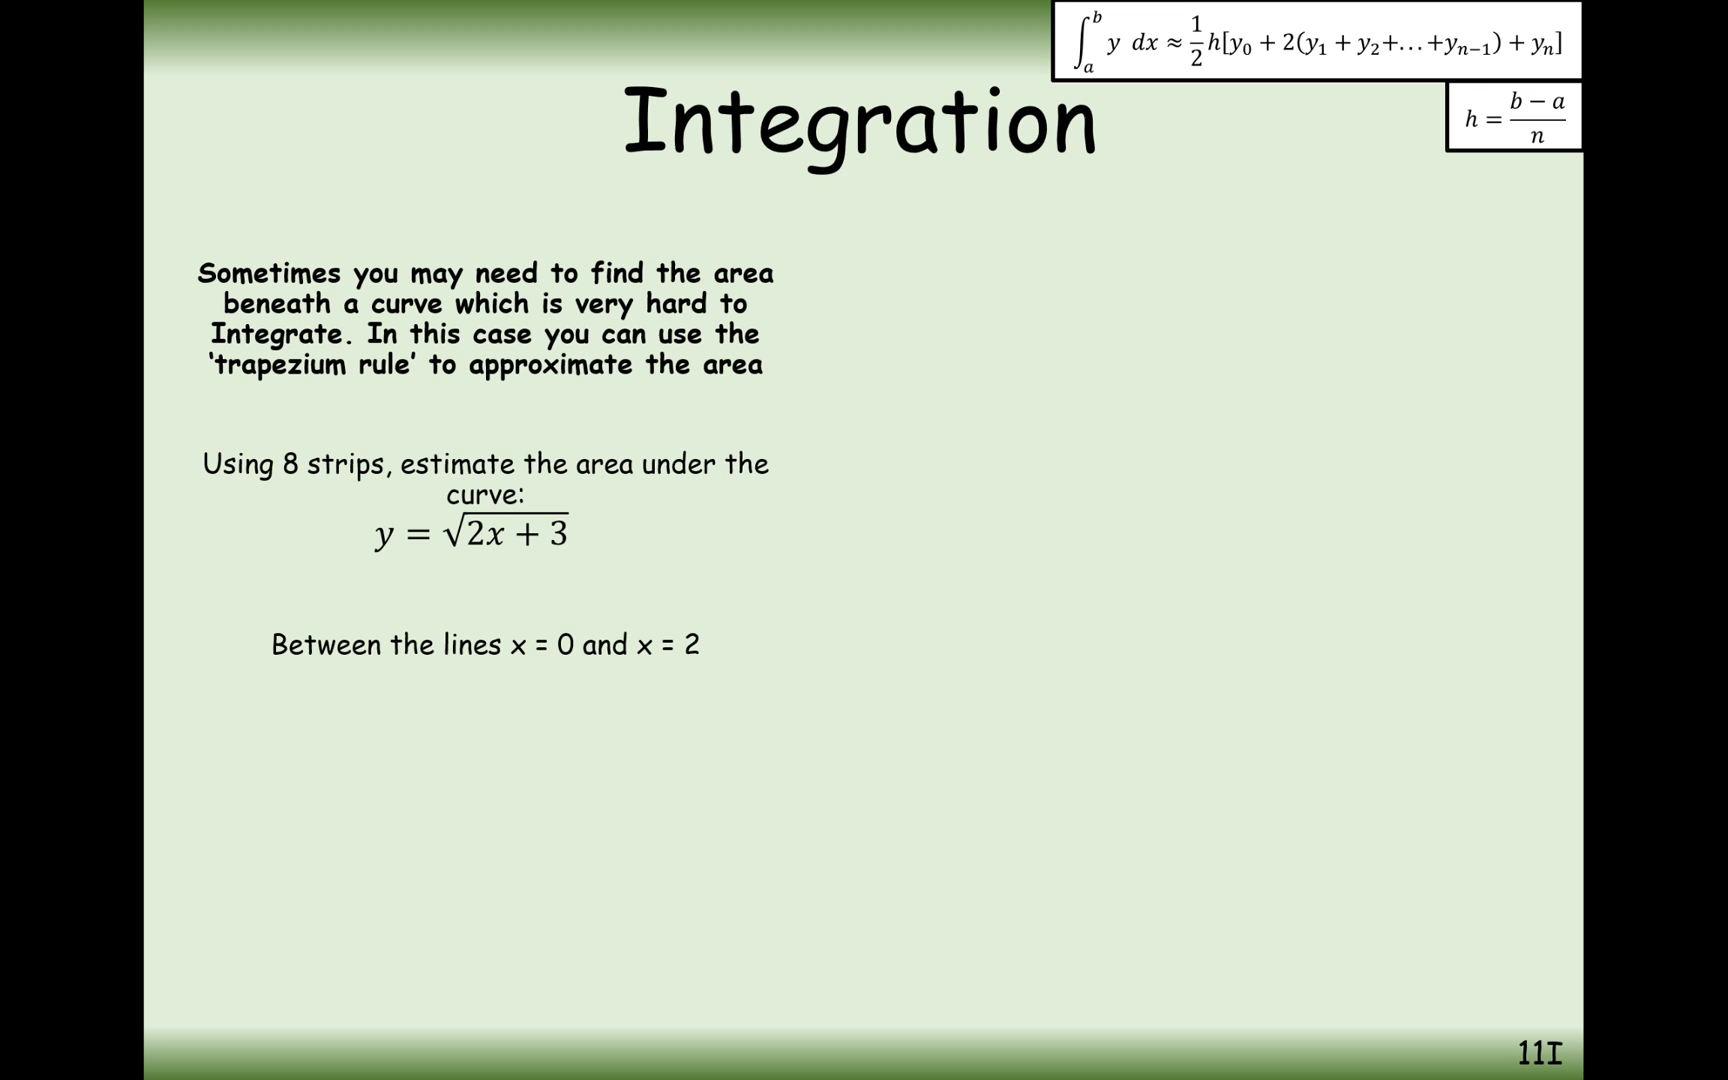 ∫ₐᵇ y dx ≈ 1/2 h[y₀ + 2(y₁ + y₂+...+yₙ₋₁) + yₙ]
h = (b − a)/n
Integration
Sometimes you may need to find the area
beneath a curve which is very hard to
Integrate. In this case you can use the
‘trapezium rule’ to approximate the area
Using 8 strips, estimate the area under the
curve:
y = √(2x + 3)
Between the lines x = 0 and x = 2
11I